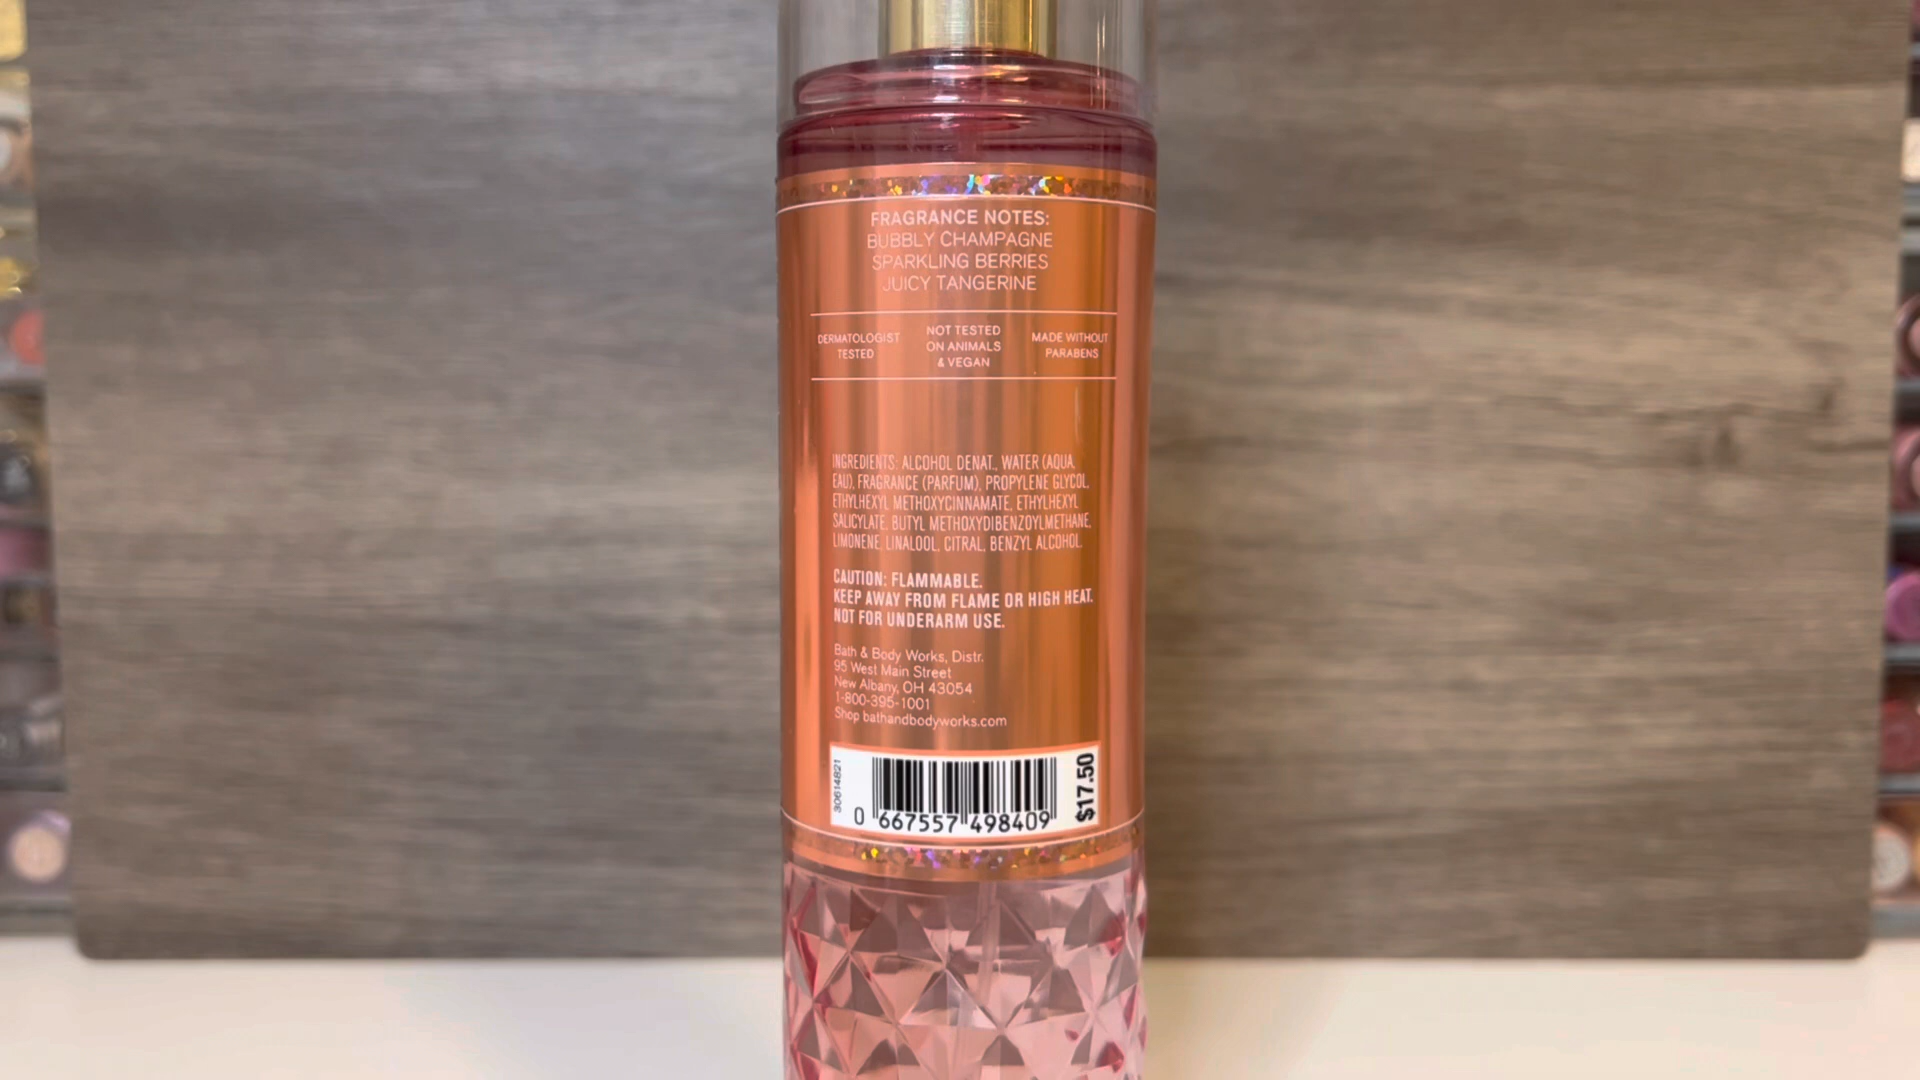 FRAGRANCE NOTES:
BUBBLY CHAMPAGNE
SPARKLING BERRIES
JUICY TANGERINE
DERMATOLOGIST
TESTED
NOT TESTED
ON ANIMALS
& VEGAN
MADE WITHOUT
PARABENS
INGREDIENTS: ALCOHOL DENAT., WATER (AQUA,
EAU), FRAGRANCE (PARFUM), PROPYLENE GLYCOL,
ETHYLHEXYL METHOXYCINNAMATE, ETHYLHEXYL
SALICYLATE, BUTYL METHOXYDIBENZOYLMETHANE,
LIMONENE, LINALOOL, CITRAL, BENZYL ALCOHOL.
CAUTION: FLAMMABLE.
KEEP AWAY FROM FLAME OR HIGH HEAT.
NOT FOR UNDERARM USE.
Bath & Body Works, Distr.
95 West Main Street
New Albany, OH 43054
1-800-395-1001
Shop bathandbodyworks.com
30614821
0 667557 498409
$17.50